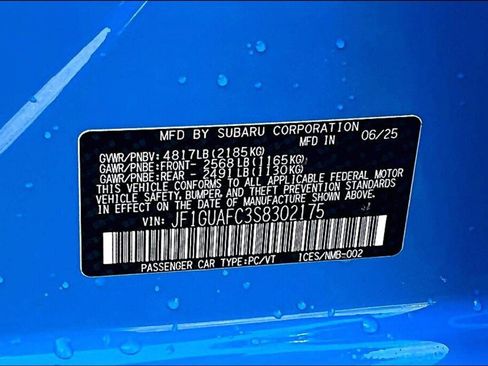 MFD BY SUBARU CORPORATION
MFD IN 06/25
GVWR/PNBV: 4817LB(2185KG)
GAWR/PNBE:FRONT- 2568LB(1165KG)
GAWR/PNBE: REAR - 2491LB(1130KG)
THIS VEHICLE CONFORMS TO ALL APPLICABLE FEDERAL MOTOR
VEHICLE SAFETY AND THEFT PREVENTION STANDARDS
IN EFFECT ON THE DATE OF MANUFACTURE SHOWN ABOVE.
VIN: JF1GUAFC3S8302175
PASSENGER CAR TYPE:PC/VT ICES/NMB-002